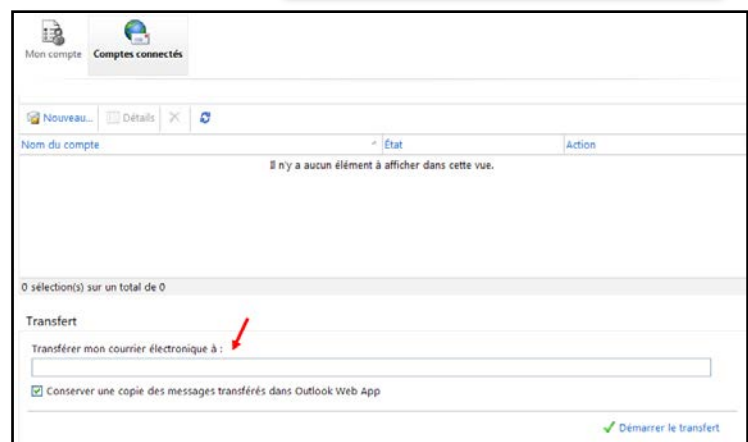 Mon compte Comptes connectés
Nouveau... Détails
Nom du compte État Action
Il n'y a aucun élément à afficher dans cette vue.
0 sélection(s) sur un total de 0
Transfert
Transférer mon courrier électronique à :
Conserver une copie des messages transférés dans Outlook Web App
Démarrer le transfert